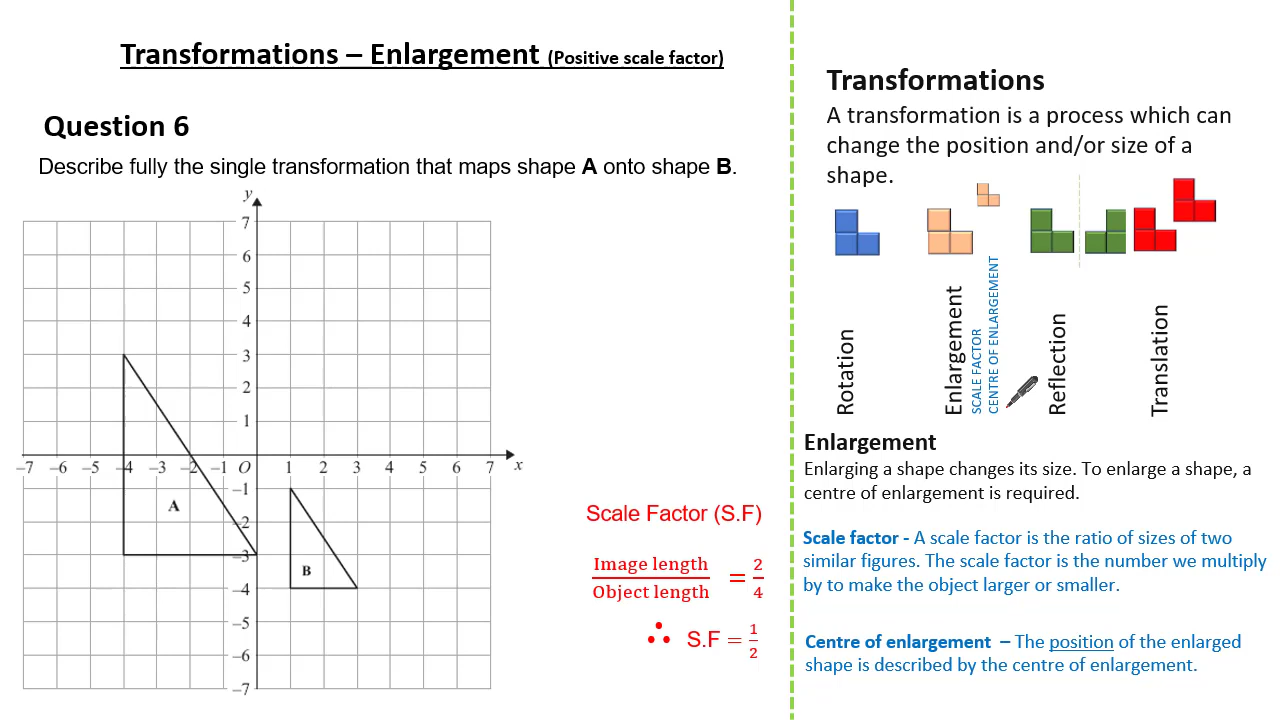 Transformations – Enlargement (Positive scale factor)
Question 6
Describe fully the single transformation that maps shape A onto shape B.
y
7
6
5
4
3
2
1
–7 –6 –5 –4 –3 –2 –1 O 1 2 3 4 5 6 7 x
–1
–2
–3
–4
–5
–6
–7
A
B
Scale Factor (S.F)
Image length
Object length
= 2/4
∴ S.F = 1/2
Transformations
A transformation is a process which can
change the position and/or size of a
shape.
Rotation
Enlargement
SCALE FACTOR
CENTRE OF ENLARGEMENT
Reflection
Translation
Enlargement
Enlarging a shape changes its size. To enlarge a shape, a
centre of enlargement is required.
Scale factor - A scale factor is the ratio of sizes of two
similar figures. The scale factor is the number we multiply
by to make the object larger or smaller.
Centre of enlargement – The position of the enlarged
shape is described by the centre of enlargement.